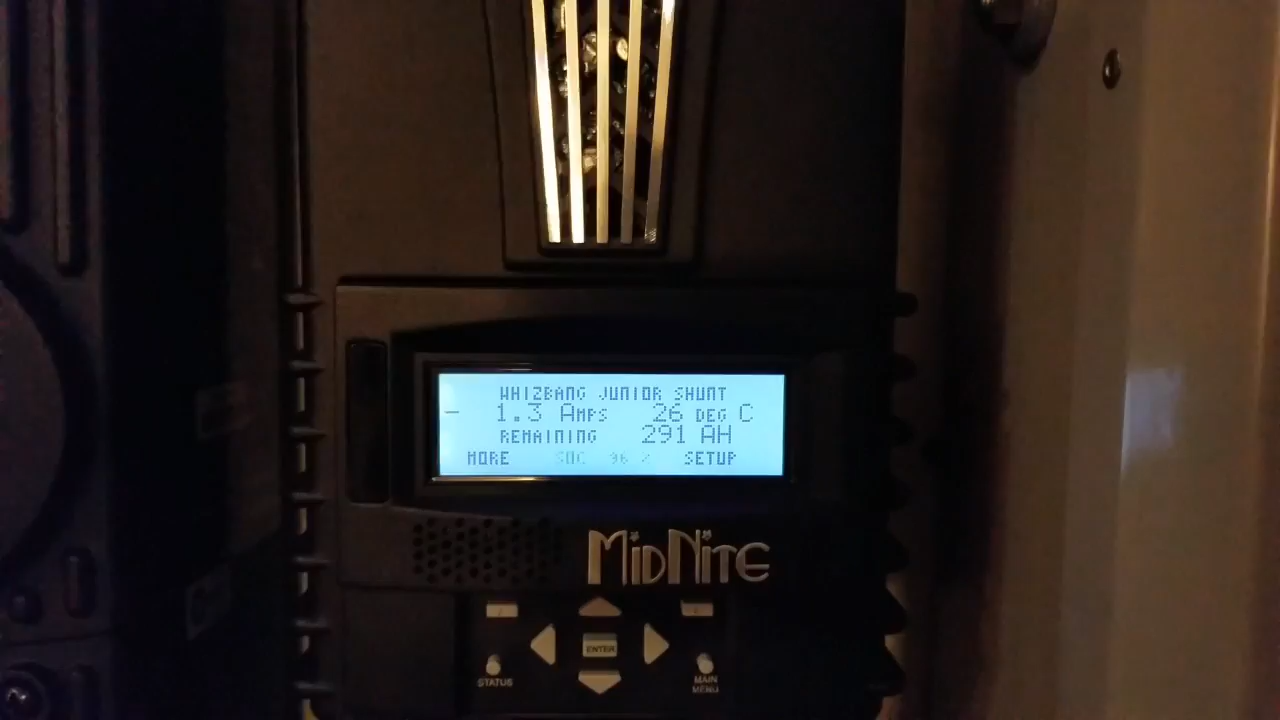 WHIZBANG JUNIOR SHUNT
- 1.3 AMPS 26 DEG C
REMAINING 291 AH
MORE SOC 96 % SETUP
MIDNITE
ENTER
STATUS
MAIN
MENU